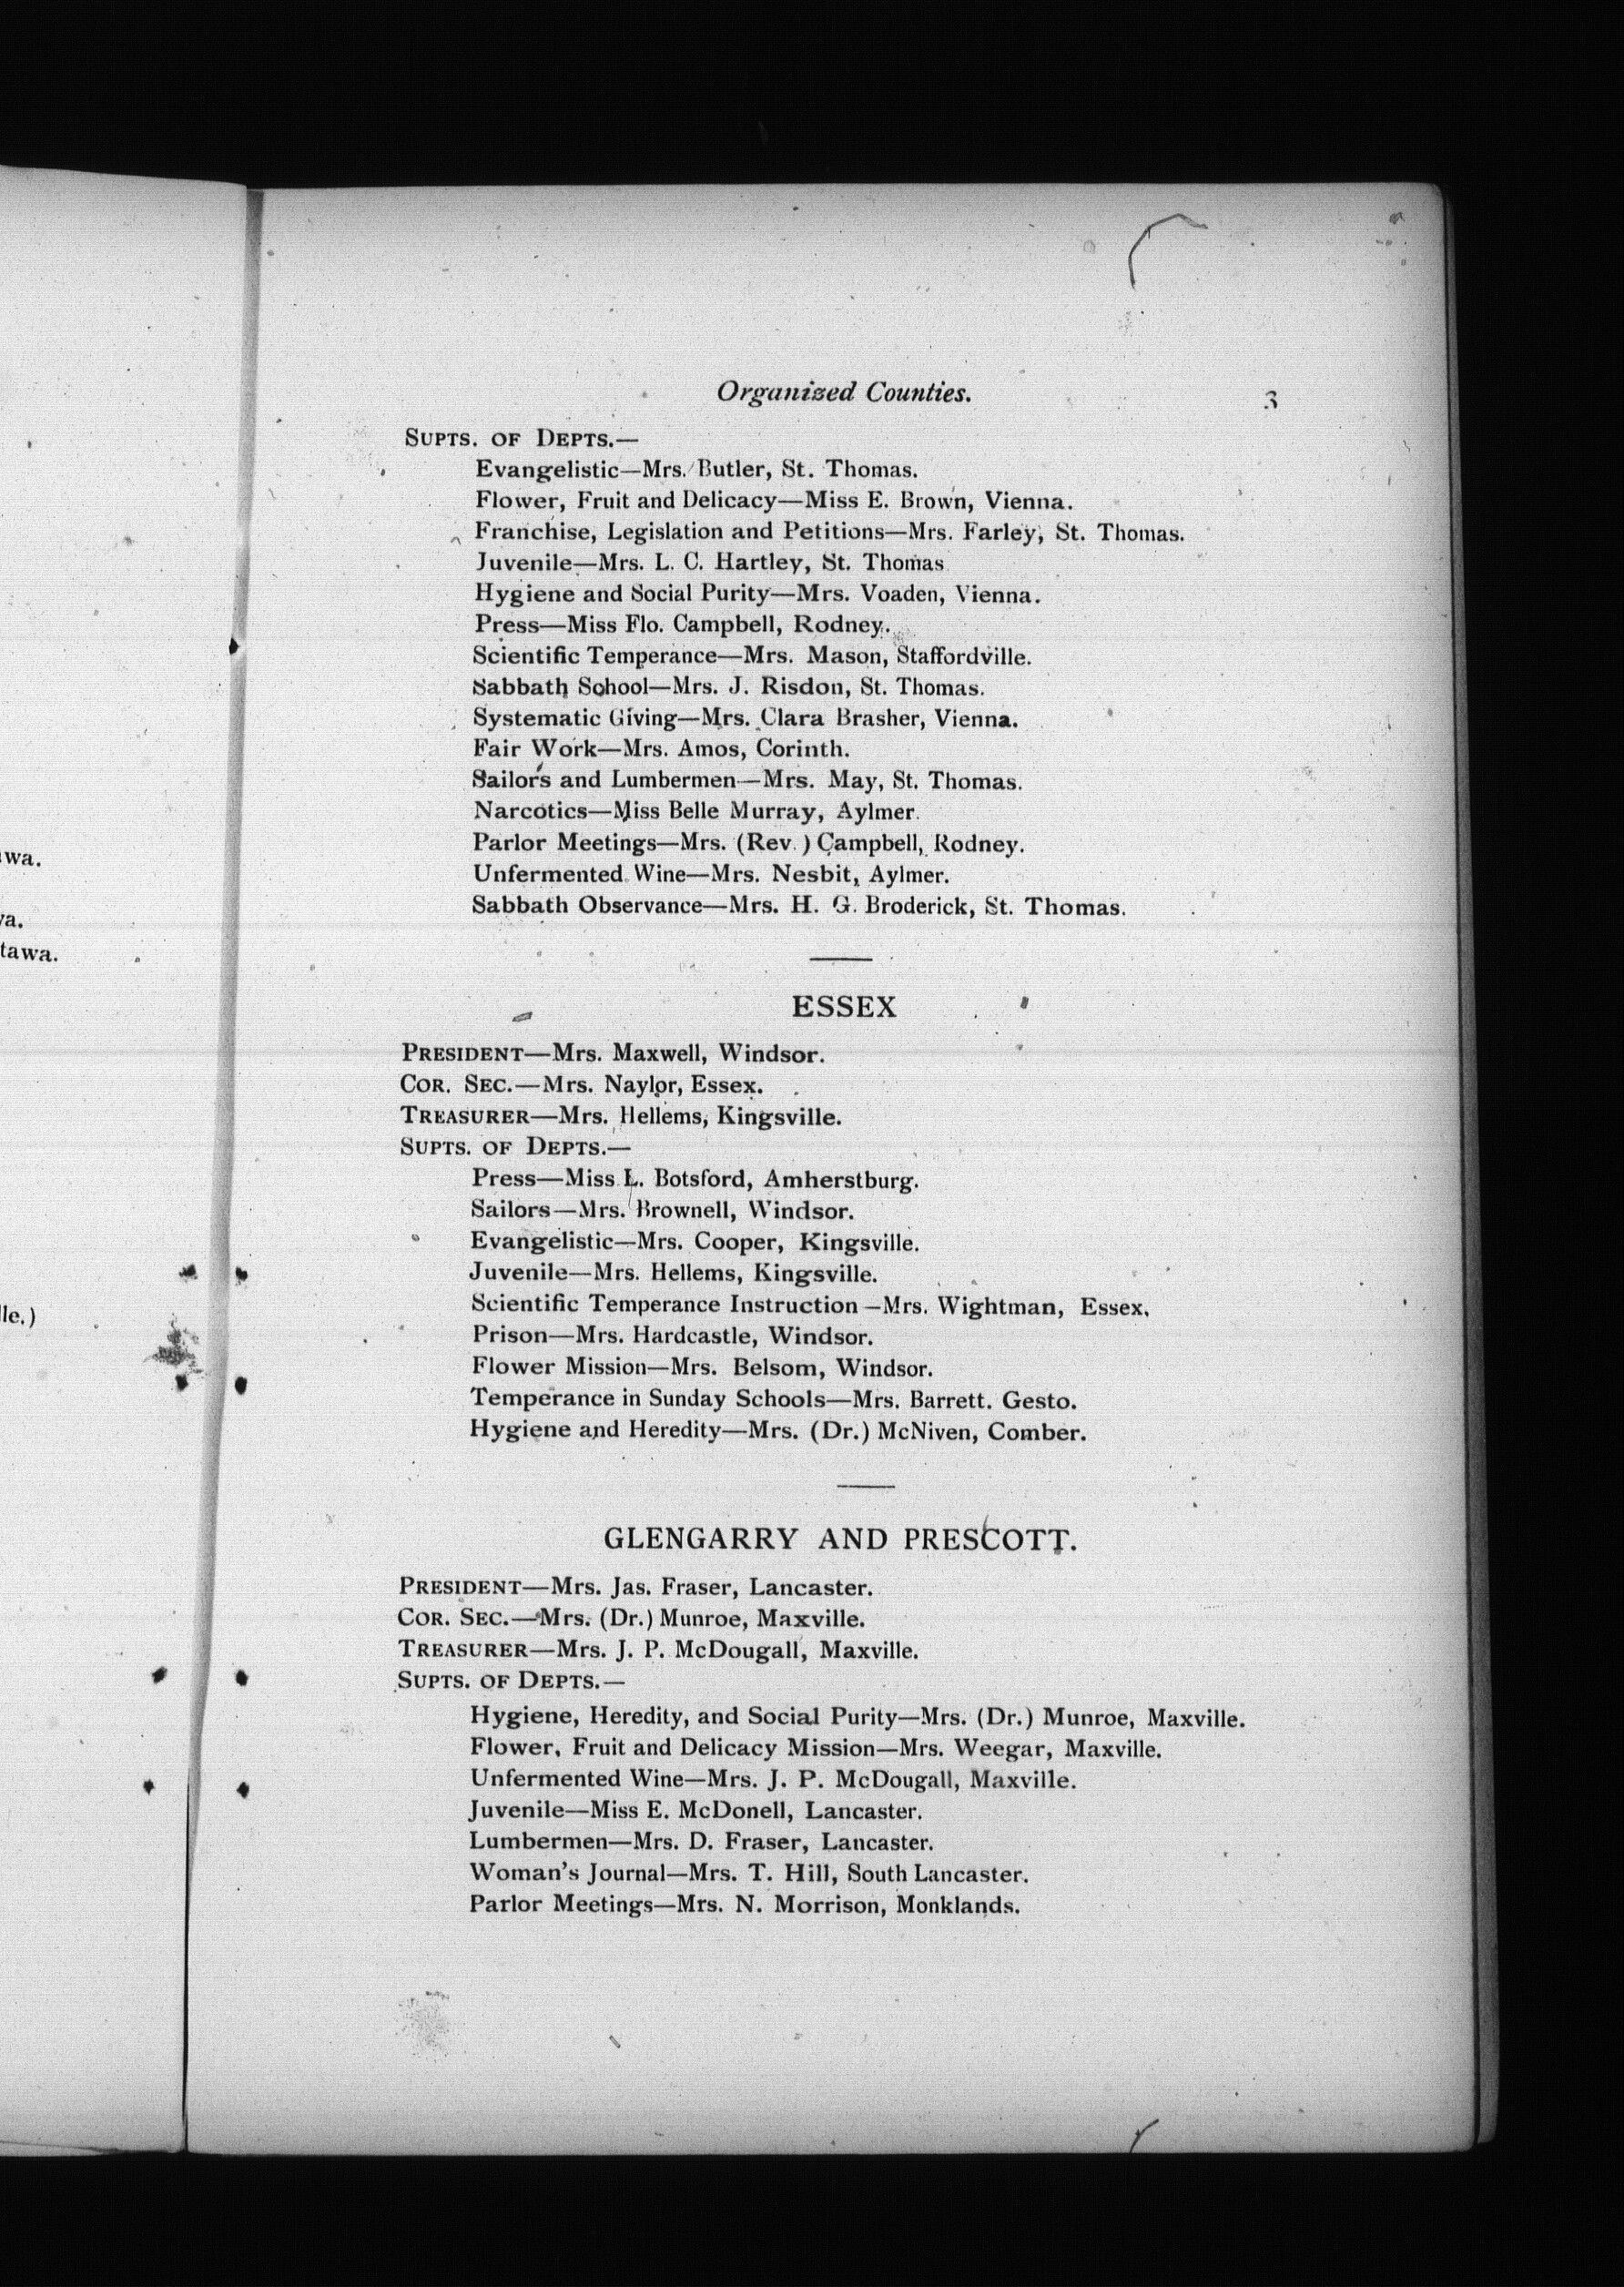 wa.
va.
tawa.
lle.)
Organized Counties. 3
SUPTS. OF DEPTS.—
Evangelistic—Mrs. Butler, St. Thomas.
Flower, Fruit and Delicacy—Miss E. Brown, Vienna.
Franchise, Legislation and Petitions—Mrs. Farley, St. Thomas.
Juvenile—Mrs. L. C. Hartley, St. Thomas
Hygiene and Social Purity—Mrs. Voaden, Vienna.
Press—Miss Flo. Campbell, Rodney.
Scientific Temperance—Mrs. Mason, Staffordville.
Sabbath School—Mrs. J. Risdon, St. Thomas.
Systematic Giving—Mrs. Clara Brasher, Vienna.
Fair Work—Mrs. Amos, Corinth.
Sailors and Lumbermen—Mrs. May, St. Thomas.
Narcotics—Miss Belle Murray, Aylmer.
Parlor Meetings—Mrs. (Rev.) Campbell, Rodney.
Unfermented Wine—Mrs. Nesbit, Aylmer.
Sabbath Observance—Mrs. H. G. Broderick, St. Thomas.
ESSEX
PRESIDENT—Mrs. Maxwell, Windsor.
COR. SEC.—Mrs. Naylor, Essex.
TREASURER—Mrs. Hellems, Kingsville.
SUPTS. OF DEPTS.—
Press—Miss L. Botsford, Amherstburg.
Sailors—Mrs. Brownell, Windsor.
Evangelistic—Mrs. Cooper, Kingsville.
Juvenile—Mrs. Hellems, Kingsville.
Scientific Temperance Instruction—Mrs. Wightman, Essex.
Prison—Mrs. Hardcastle, Windsor.
Flower Mission—Mrs. Belsom, Windsor.
Temperance in Sunday Schools—Mrs. Barrett. Gesto.
Hygiene and Heredity—Mrs. (Dr.) McNiven, Comber.
GLENGARRY AND PRESCOTT.
PRESIDENT—Mrs. Jas. Fraser, Lancaster.
COR. SEC.—Mrs. (Dr.) Munroe, Maxville.
TREASURER—Mrs. J. P. McDougall, Maxville.
SUPTS. OF DEPTS.—
Hygiene, Heredity, and Social Purity—Mrs. (Dr.) Munroe, Maxville.
Flower, Fruit and Delicacy Mission—Mrs. Weegar, Maxville.
Unfermented Wine—Mrs. J. P. McDougall, Maxville.
Juvenile—Miss E. McDonell, Lancaster.
Lumbermen—Mrs. D. Fraser, Lancaster.
Woman's Journal—Mrs. T. Hill, South Lancaster.
Parlor Meetings—Mrs. N. Morrison, Monklands.